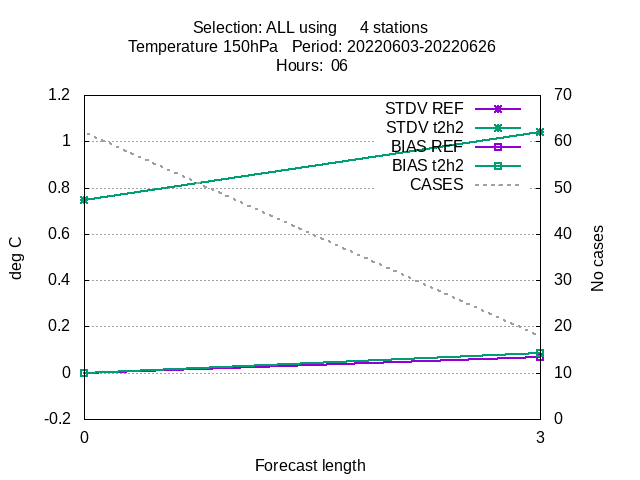 Selection: ALL using      4 stations
Temperature 150hPa   Period: 20220603-20220626
Hours:  06
1.2
1
0.8
0.6
0.4
0.2
0
-0.2
70
60
50
40
30
20
10
0
STDV REF
STDV t2h2
BIAS REF
BIAS t2h2
CASES
deg C
No cases
0
3
Forecast length